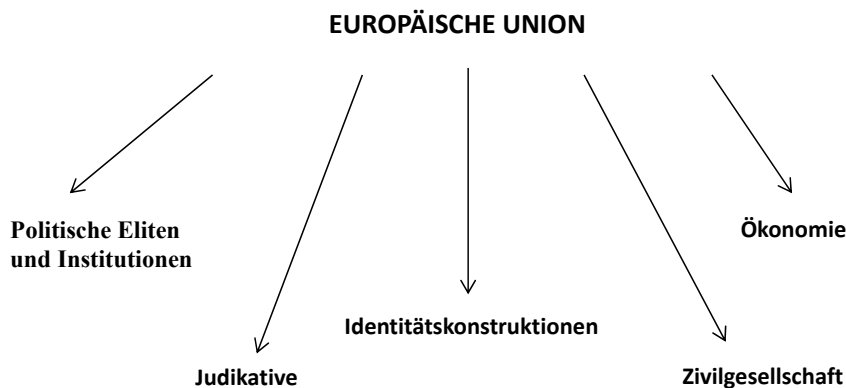 EUROPÄISCHE UNION
Politische Eliten
und Institutionen
Ökonomie
Identitätskonstruktionen
Judikative
Zivilgesellschaft